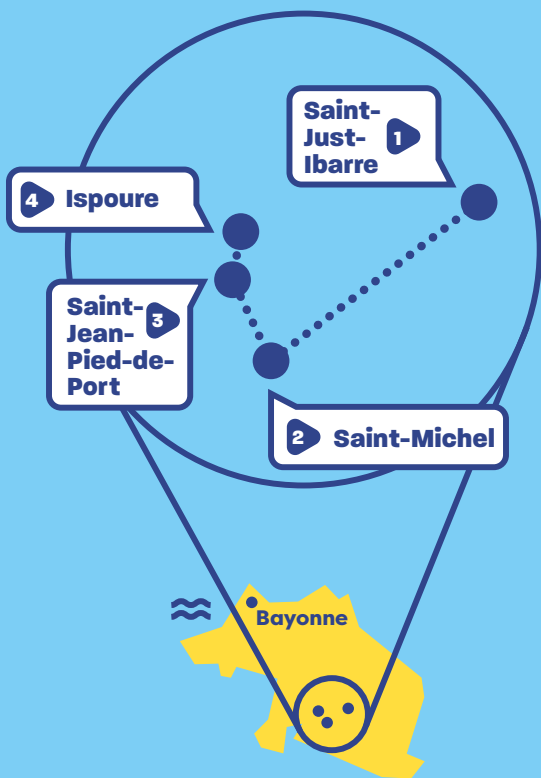 Saint-
Just-
Ibarre
1
4
Ispoure
Saint-
Jean-
Pied-de-
Port
3
2
Saint-Michel
Bayonne